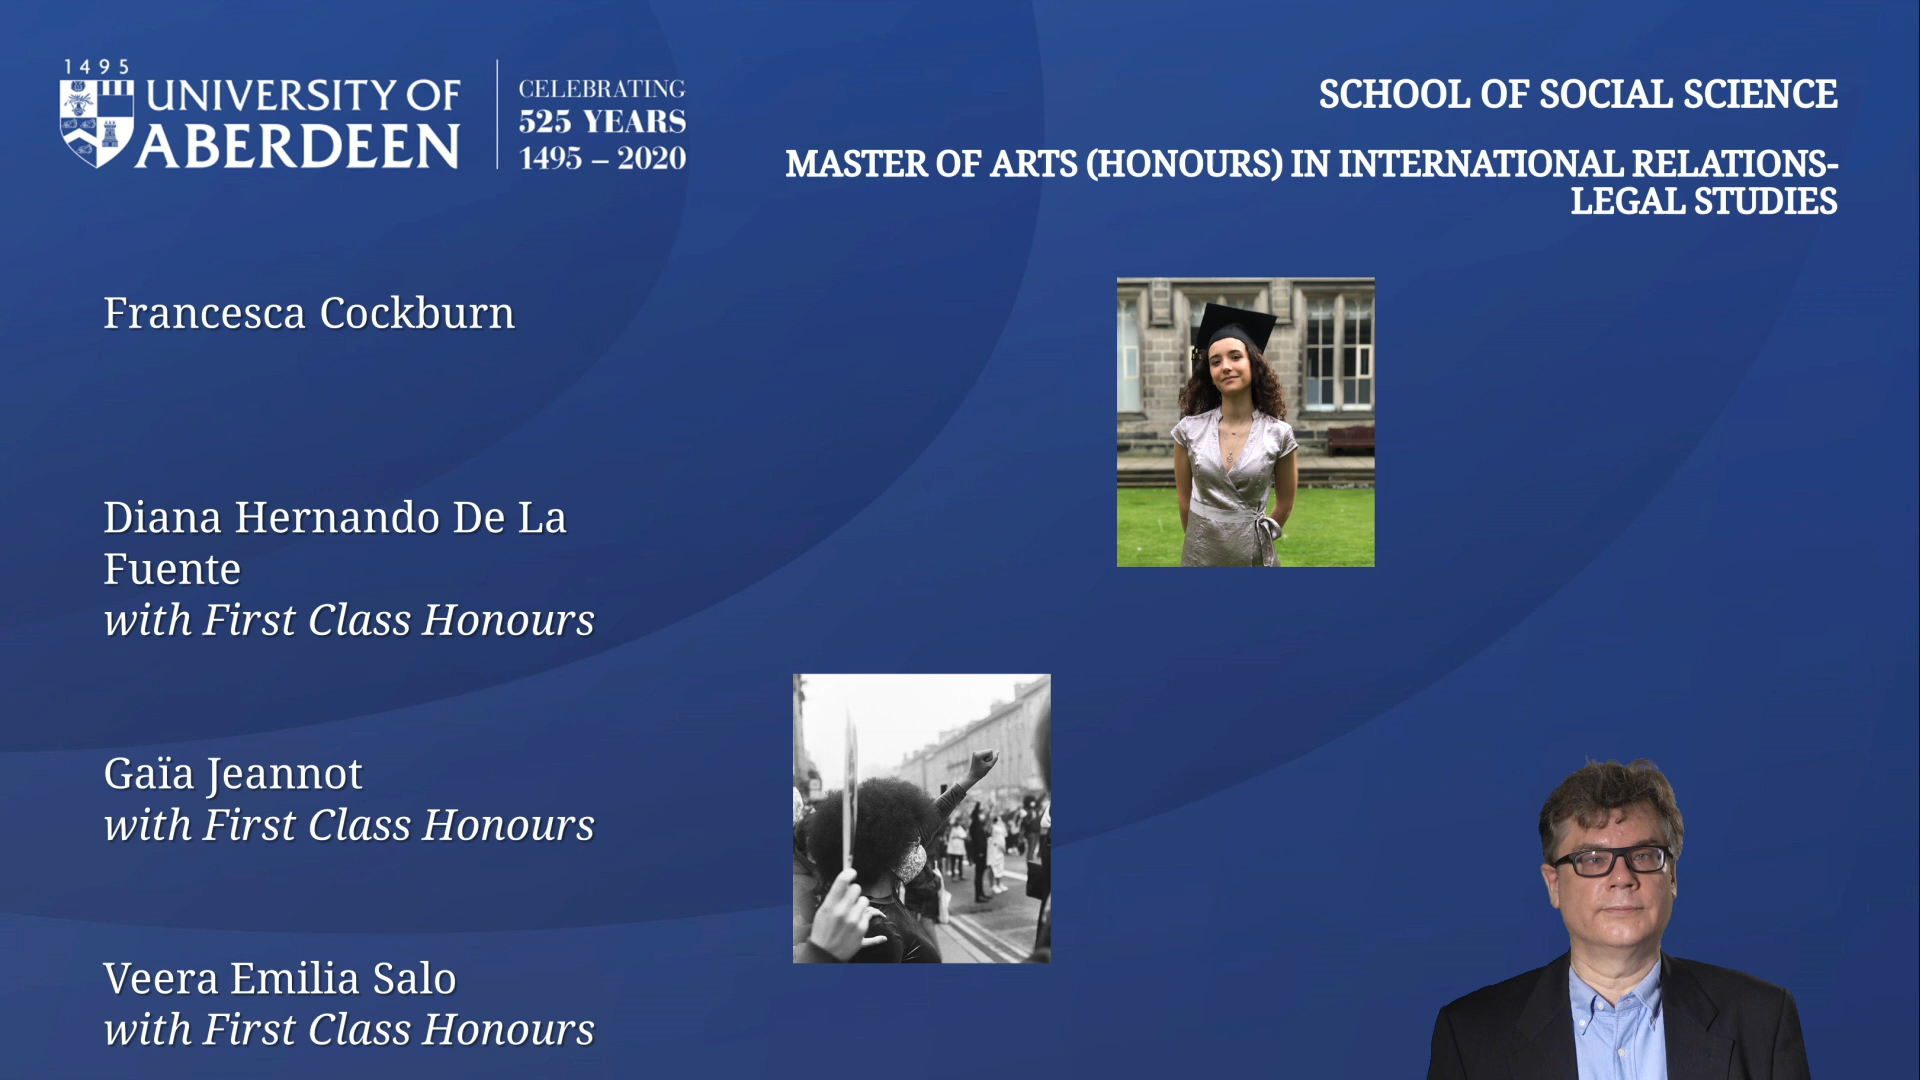 1495
UNIVERSITY OF
ABERDEEN
CELEBRATING
525 YEARS
1495 – 2020
SCHOOL OF SOCIAL SCIENCE
MASTER OF ARTS (HONOURS) IN INTERNATIONAL RELATIONS-
LEGAL STUDIES
Francesca Cockburn
Diana Hernando De La
Fuente
with First Class Honours
Gaïa Jeannot
with First Class Honours
Veera Emilia Salo
with First Class Honours